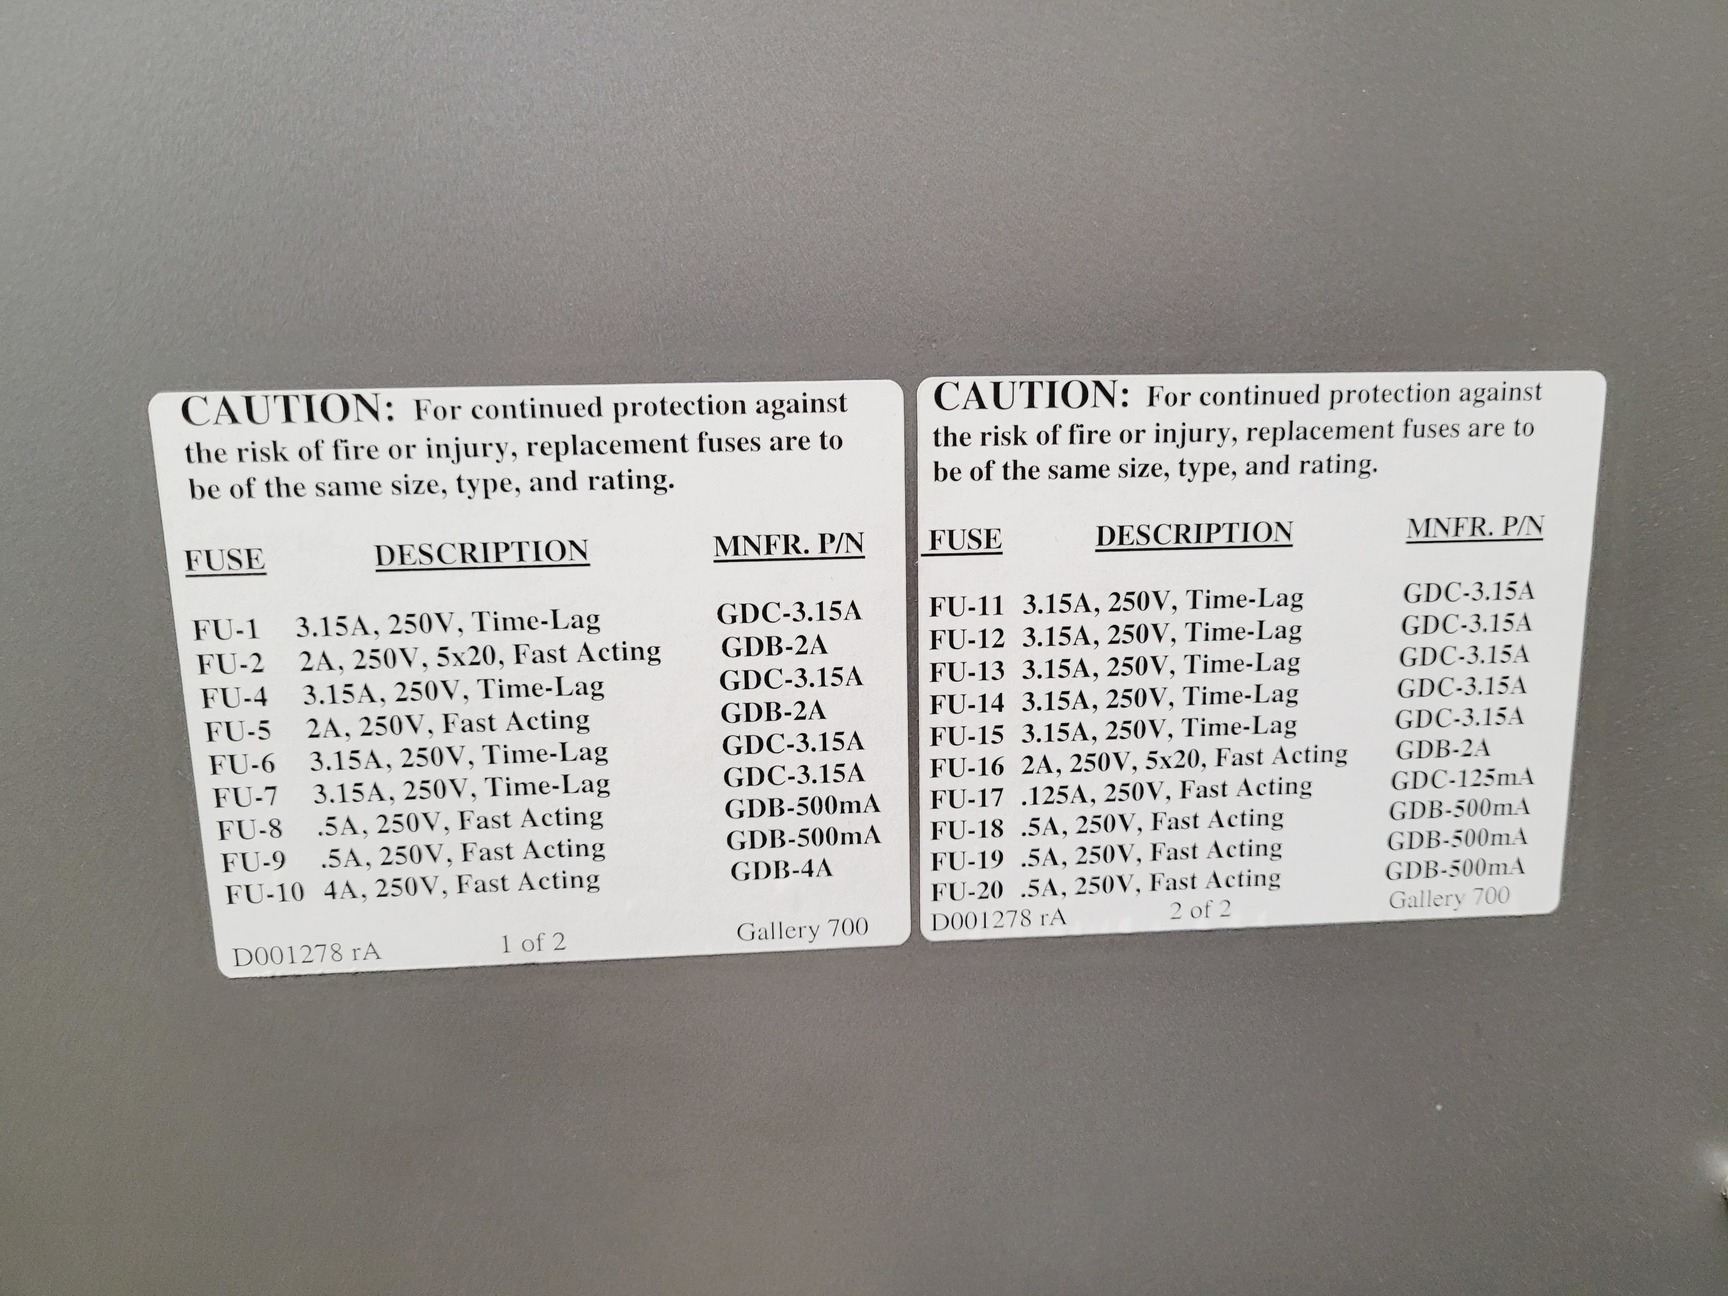 CAUTION: For continued protection against
the risk of fire or injury, replacement fuses are to
be of the same size, type, and rating.
FUSE DESCRIPTION MNFR. P/N
FU-1 3.15A, 250V, Time-Lag GDC-3.15A
FU-2 2A, 250V, 5x20, Fast Acting GDB-2A
FU-4 3.15A, 250V, Time-Lag GDC-3.15A
FU-5 2A, 250V, Fast Acting GDB-2A
FU-6 3.15A, 250V, Time-Lag GDC-3.15A
FU-7 3.15A, 250V, Time-Lag GDC-3.15A
FU-8 .5A, 250V, Fast Acting GDB-500mA
FU-9 .5A, 250V, Fast Acting GDB-500mA
FU-10 4A, 250V, Fast Acting GDB-4A
D001278 rA 1 of 2 Gallery 700
CAUTION: For continued protection against
the risk of fire or injury, replacement fuses are to
be of the same size, type, and rating.
FUSE DESCRIPTION MNFR. P/N
FU-11 3.15A, 250V, Time-Lag GDC-3.15A
FU-12 3.15A, 250V, Time-Lag GDC-3.15A
FU-13 3.15A, 250V, Time-Lag GDC-3.15A
FU-14 3.15A, 250V, Time-Lag GDC-3.15A
FU-15 3.15A, 250V, Time-Lag GDC-3.15A
FU-16 2A, 250V, 5x20, Fast Acting GDB-2A
FU-17 .125A, 250V, Fast Acting GDC-125mA
FU-18 .5A, 250V, Fast Acting GDB-500mA
FU-19 .5A, 250V, Fast Acting GDB-500mA
FU-20 .5A, 250V, Fast Acting GDB-500mA
D001278 rA 2 of 2 Gallery 700